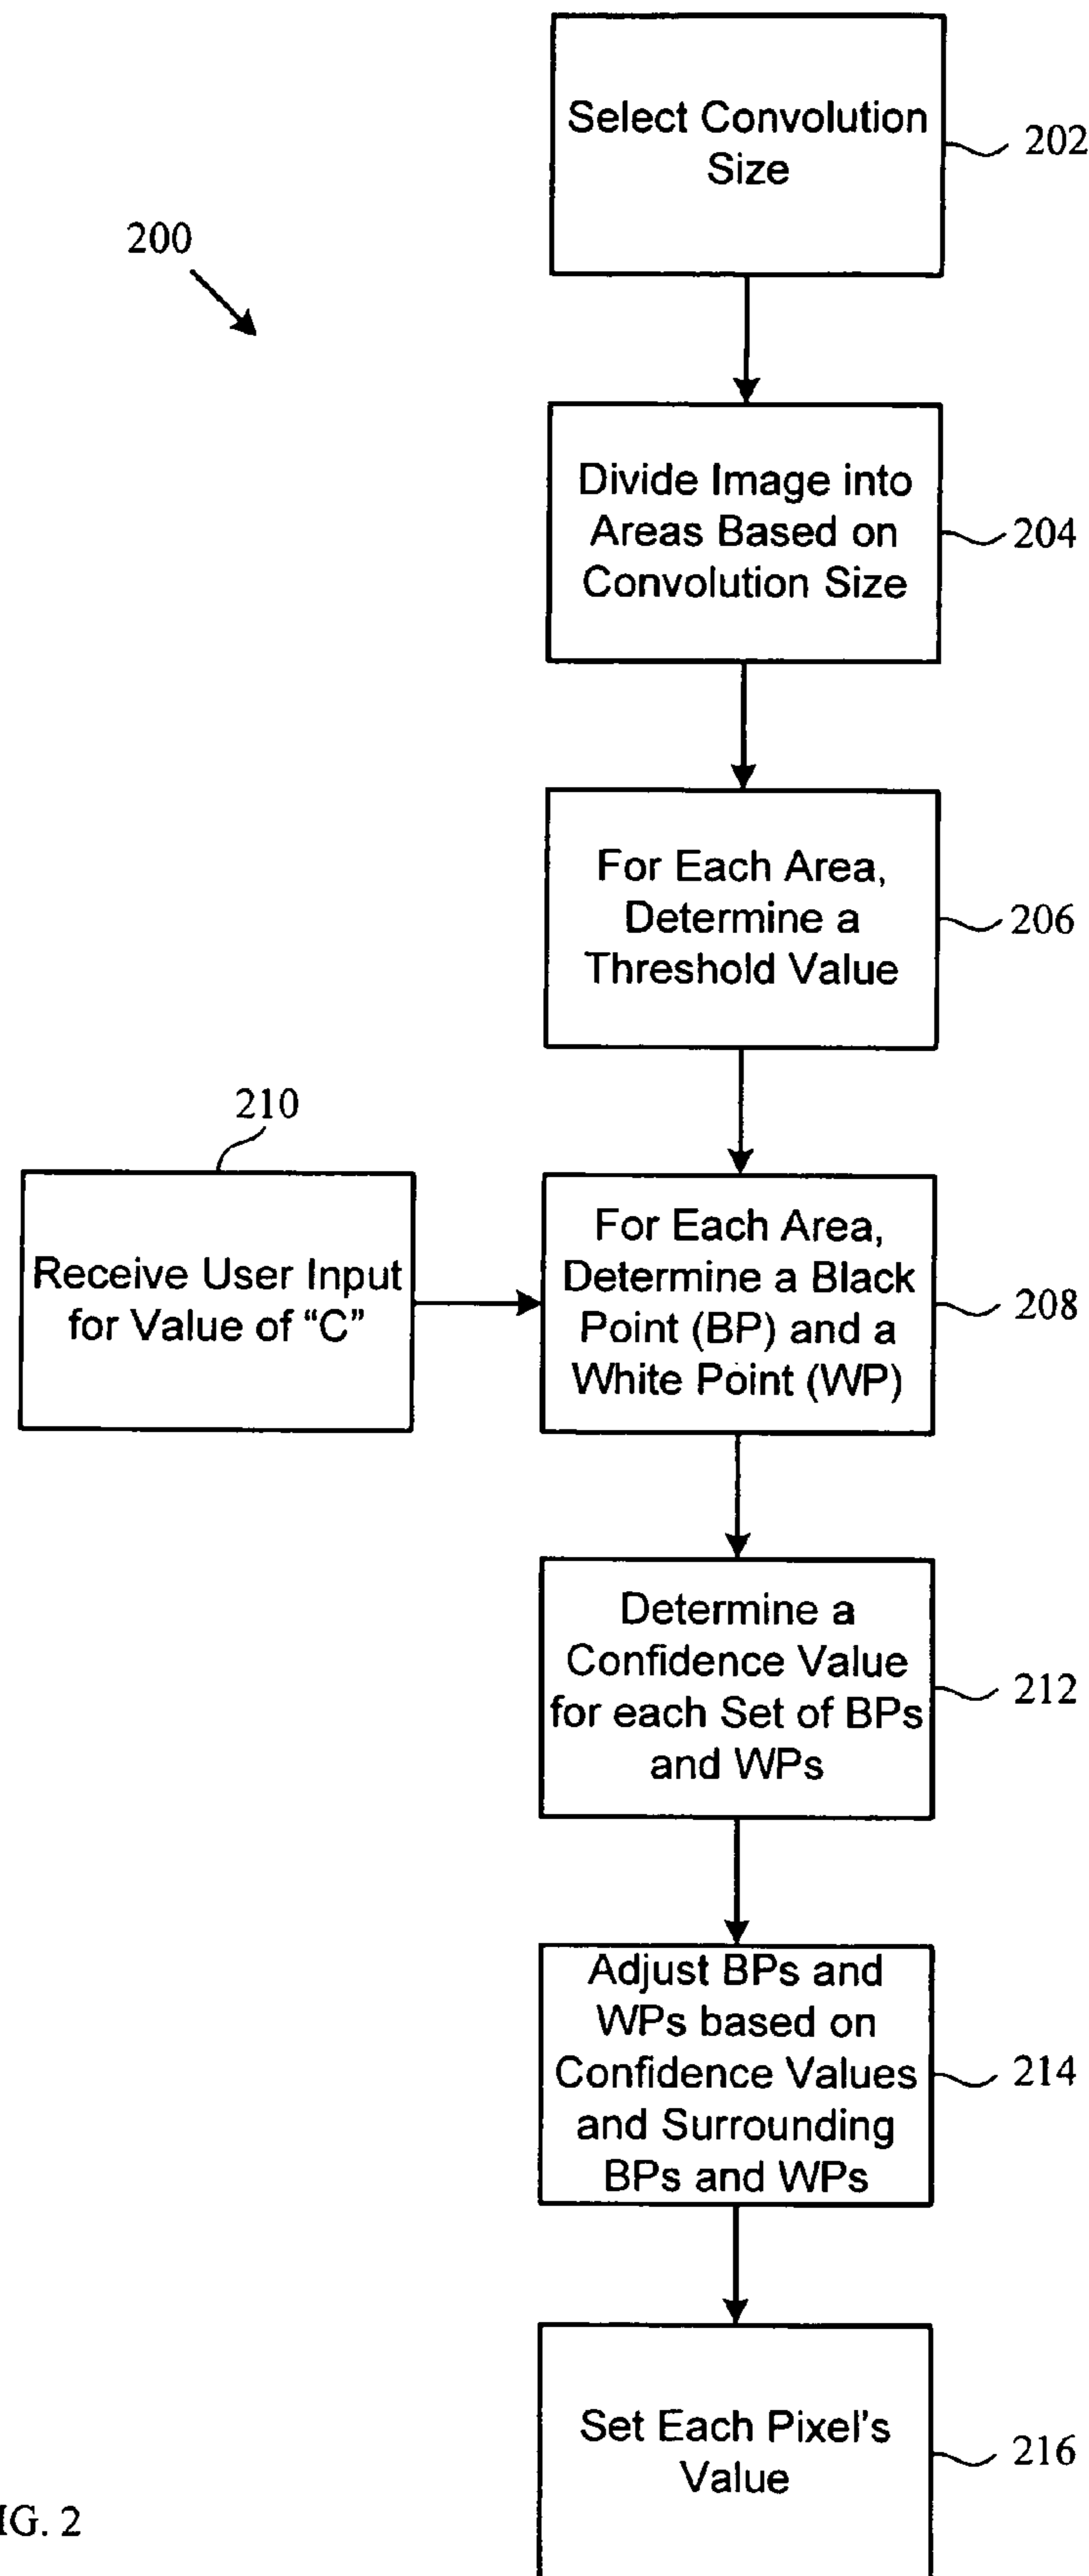 Select Convolution
Size
202
200
Divide Image into
Areas Based on
Convolution Size
204
For Each Area,
Determine a
Threshold Value
206
210
Receive User Input
for Value of “C”
For Each Area,
Determine a Black
Point (BP) and a
White Point (WP)
208
Determine a
Confidence Value
for each Set of BPs
and WPs
212
Adjust BPs and
WPs based on
Confidence Values
and Surrounding
BPs and WPs
214
Set Each Pixel's
Value
216
IG. 2